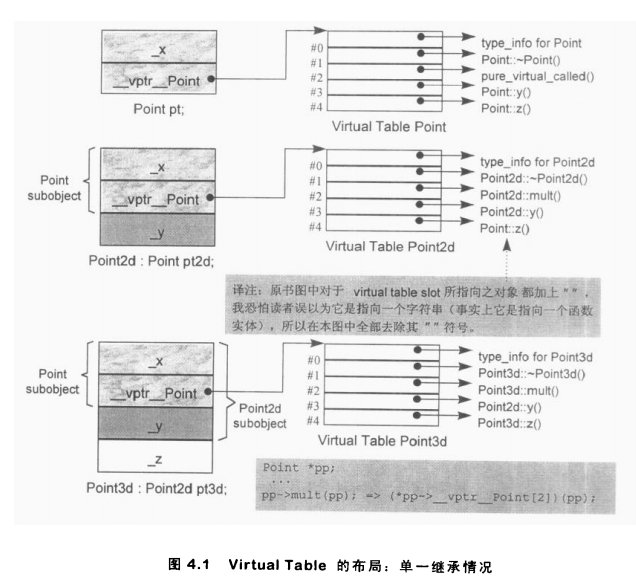 _x
__vptr__Point
Point pt;
#0
#1
#2
#3
#4
type_info for Point
Point::~Point()
pure_virtual_called()
Point::y()
Point::z()
Virtual Table Point
Point
subobject
_x
__vptr__Point
_y
Point2d : Point pt2d;
#0
#1
#2
#3
#4
type_info for Point2d
Point2d::~Point2d()
Point2d::mult()
Point2d::y()
Point::z()
Virtual Table Point2d
译注：原书图中对于 virtual table slot 所指向之对象 都加上 " "，
我恐怕读者误以为它是指向一个字符串（事实上它是指向一个函数
实体），所以在本图中全部去除其 " " 符号。
Point
subobject
_x
__vptr__Point
_y
_z
Point2d
subobject
Point3d : Point2d pt3d;
#0
#1
#2
#3
#4
type_info for Point3d
Point3d::~Point3d()
Point3d::mult()
Point2d::y()
Point3d::z()
Virtual Table Point3d
Point *pp;
...
pp->mult(pp); => (*pp->__vptr__Point[2])(pp);
图 4.1 Virtual Table 的布局：单一继承情况